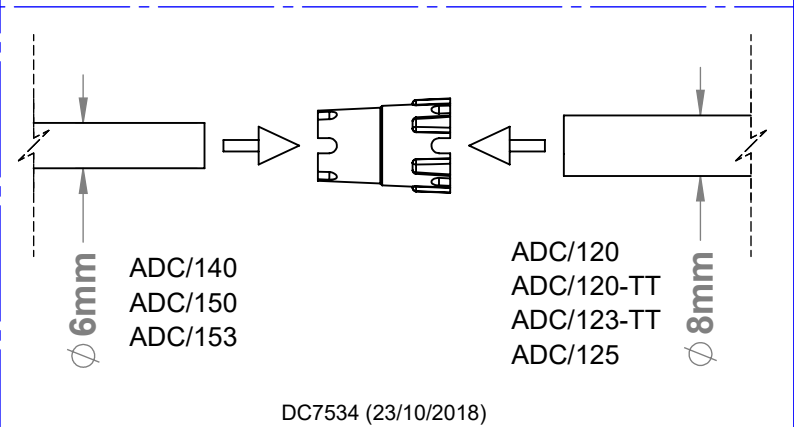 ∅ 6mm
ADC/140
ADC/150
ADC/153
ADC/120
ADC/120-TT
ADC/123-TT
ADC/125
∅ 8mm
DC7534 (23/10/2018)